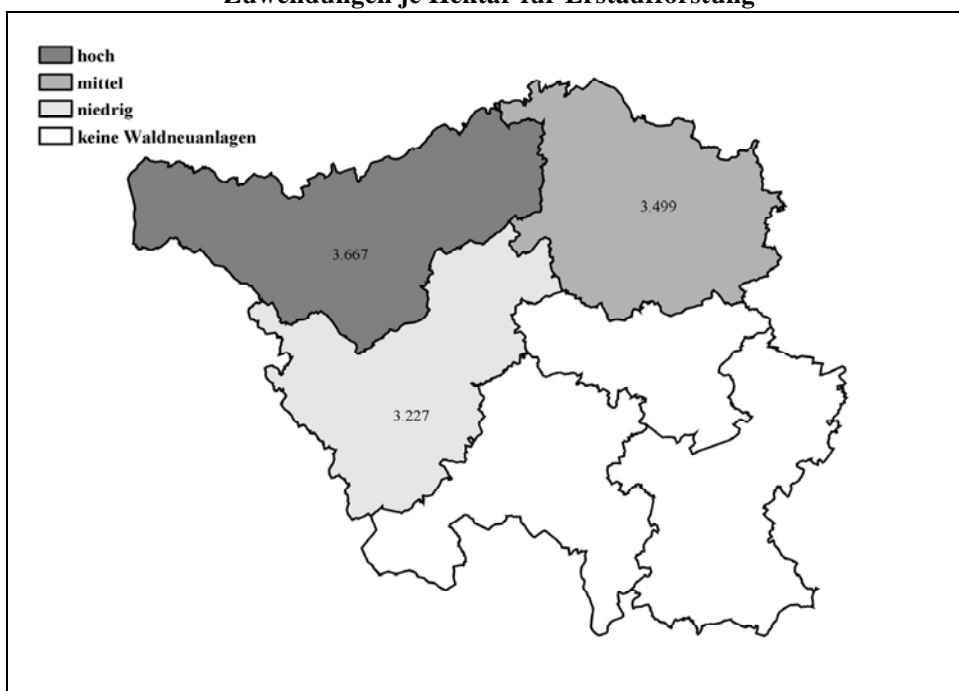 Zuwendungen je Hektar für Erstaufforstung
hoch
mittel
niedrig
keine Waldneuanlagen
3.499
3.667
3.227